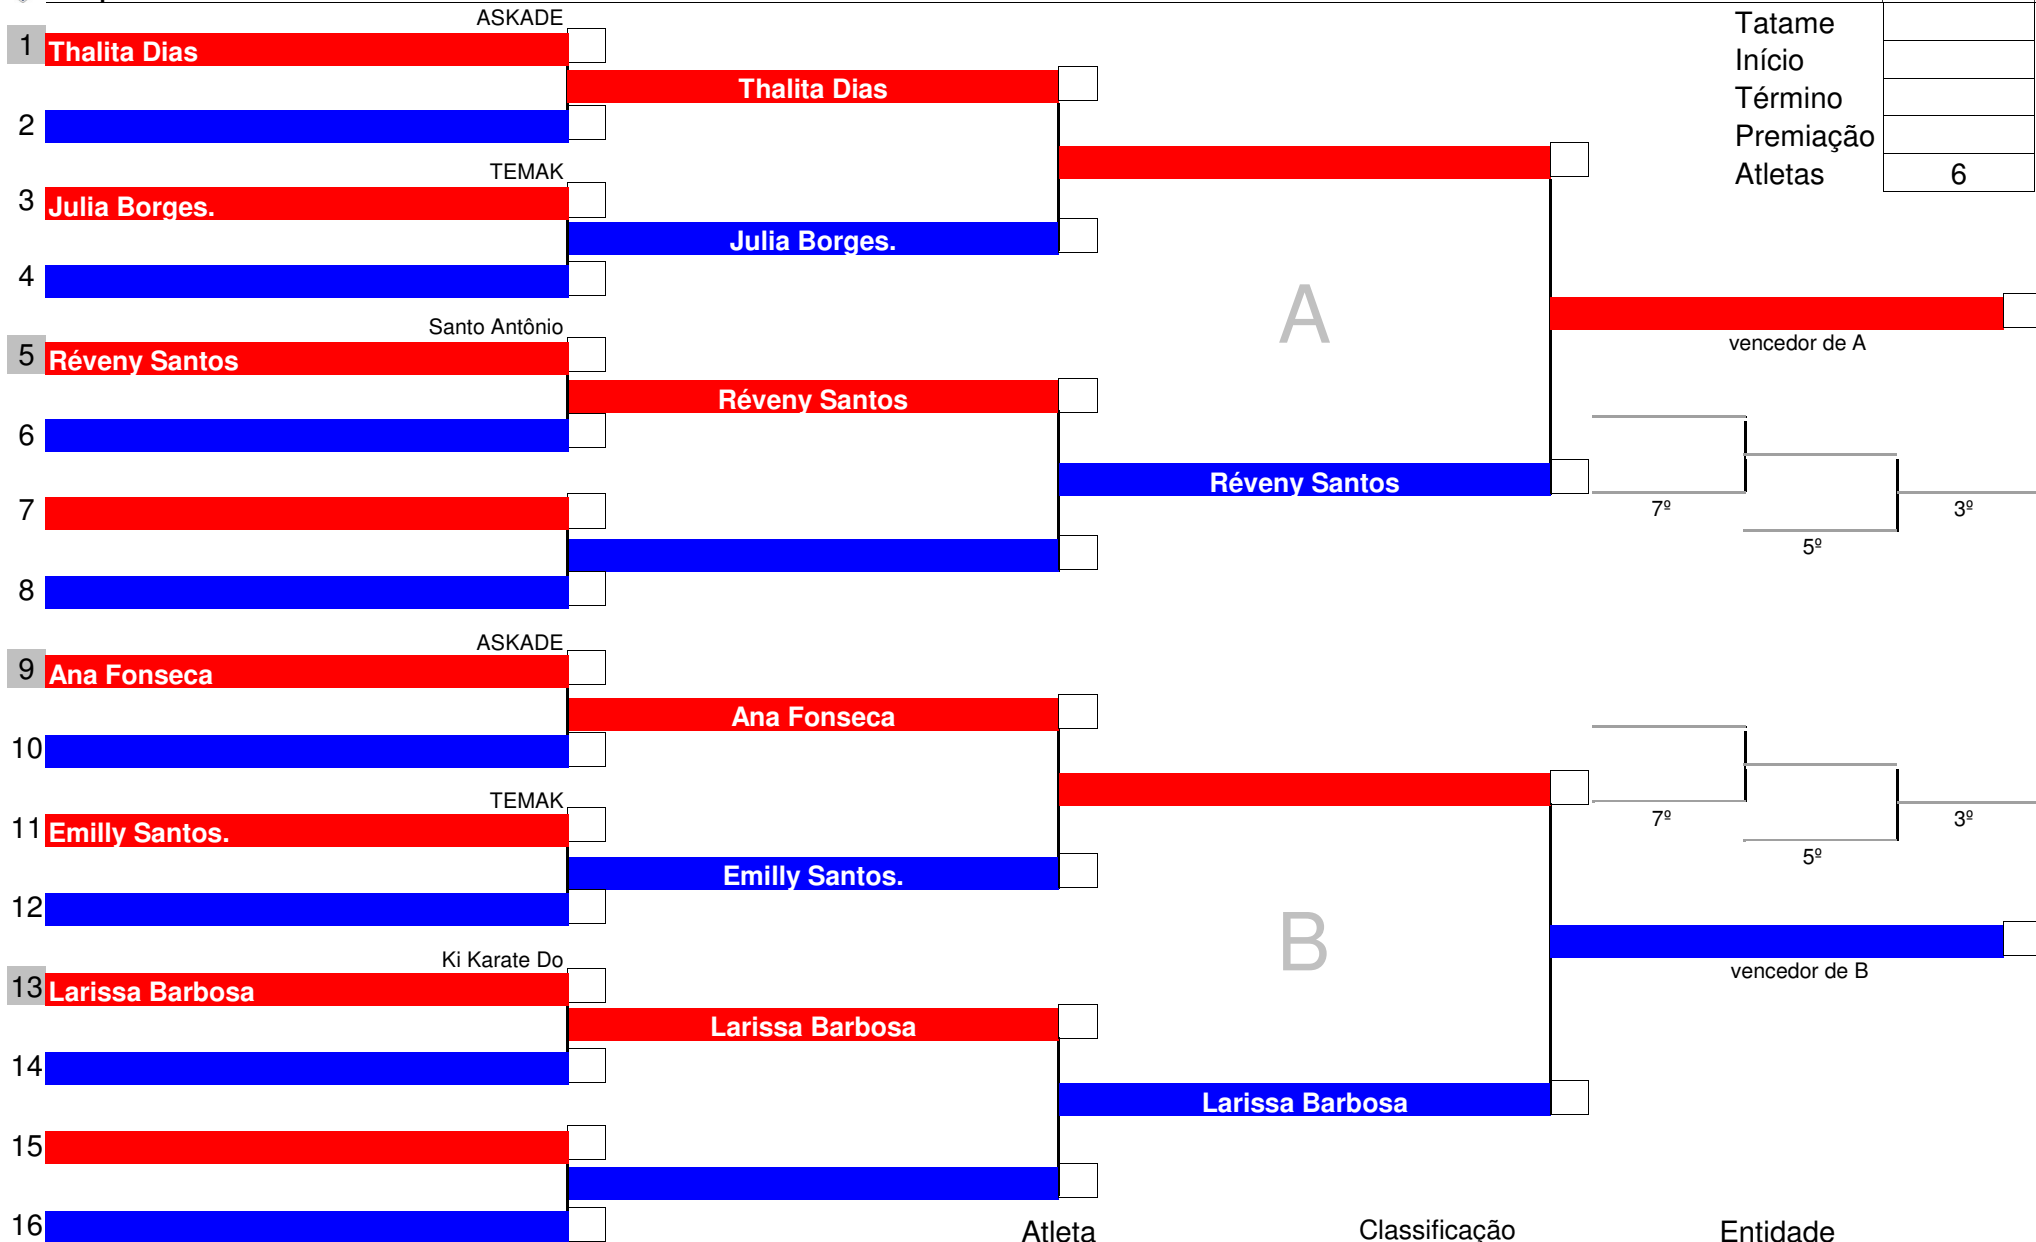 ASKADE
Tatame
1 Thalita Dias
Início
Thalita Dias
Término
2
Premiação
TEMAK
Atletas 6
3 Julia Borges.
Julia Borges.
4
A
Santo Antônio
vencedor de A
5 Réveny Santos
Réveny Santos
6
Réveny Santos
7
7º 3º
5º
8
ASKADE
9 Ana Fonseca
Ana Fonseca
10
TEMAK
7º 3º
11 Emilly Santos.
5º
Emilly Santos.
12
B
Ki Karate Do
vencedor de B
13 Larissa Barbosa
Larissa Barbosa
14
Larissa Barbosa
15
16
Atleta Classificação Entidade